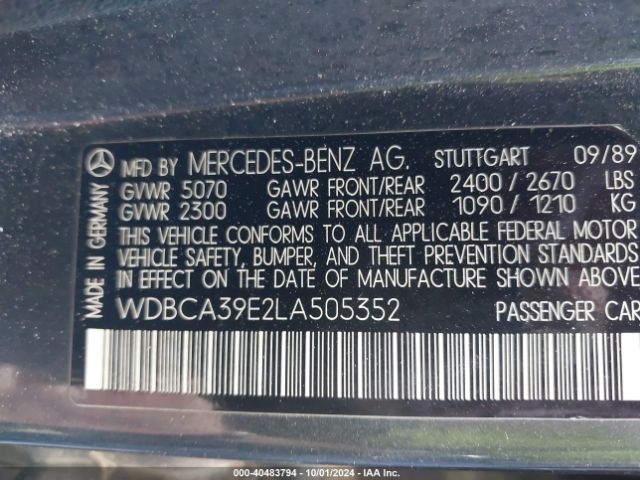 MFD BY MERCEDES-BENZ AG. STUTTGART 09/89
GVWR 5070 GAWR FRONT/REAR 2400 / 2670 LBS
GVWR 2300 GAWR FRONT/REAR 1090 / 1210 KG
THIS VEHICLE CONFORMS TO ALL APPLICABLE FEDERAL MOTOR
VEHICLE SAFETY, BUMPER, AND THEFT PREVENTION STANDARDS
IN EFFECT ON THE DATE OF MANUFACTURE SHOWN ABOVE.
WDBCA39E2LA505352 PASSENGER CAR
MADE IN GERMANY
000-40483794 - 10/01/2024 - IAA Inc.